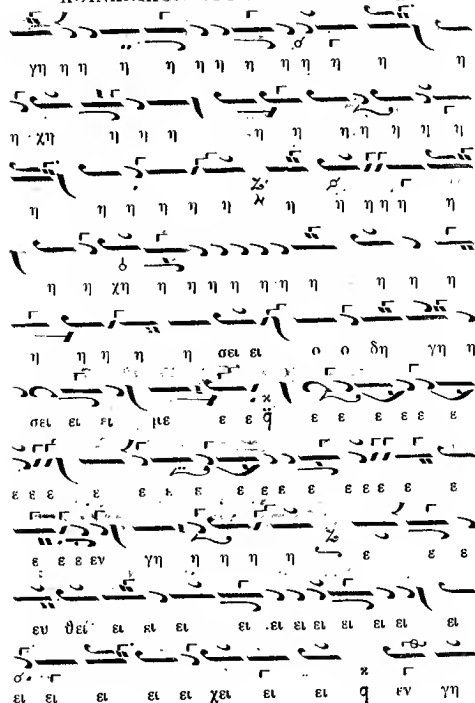 γη η η η η η η η η η η η
η χη η η η η η η η η η η
η η η η η η η η η η η η
η η χη η η η η η η η η η
η η η η η σει ει ο ο δη γη η
σει ει ει με ε ε q̈ ε ε ε ε ε ε
ε ε ε ε ε ε ε ε ε ε ε ε ε ε ε ε
ε ε ε εν γη η η η η ε ε ε
ευ θεί ει ει ει ει ει ει ει ει ει ει ει
ει ει ει ει ει χει ει ει q εν γη